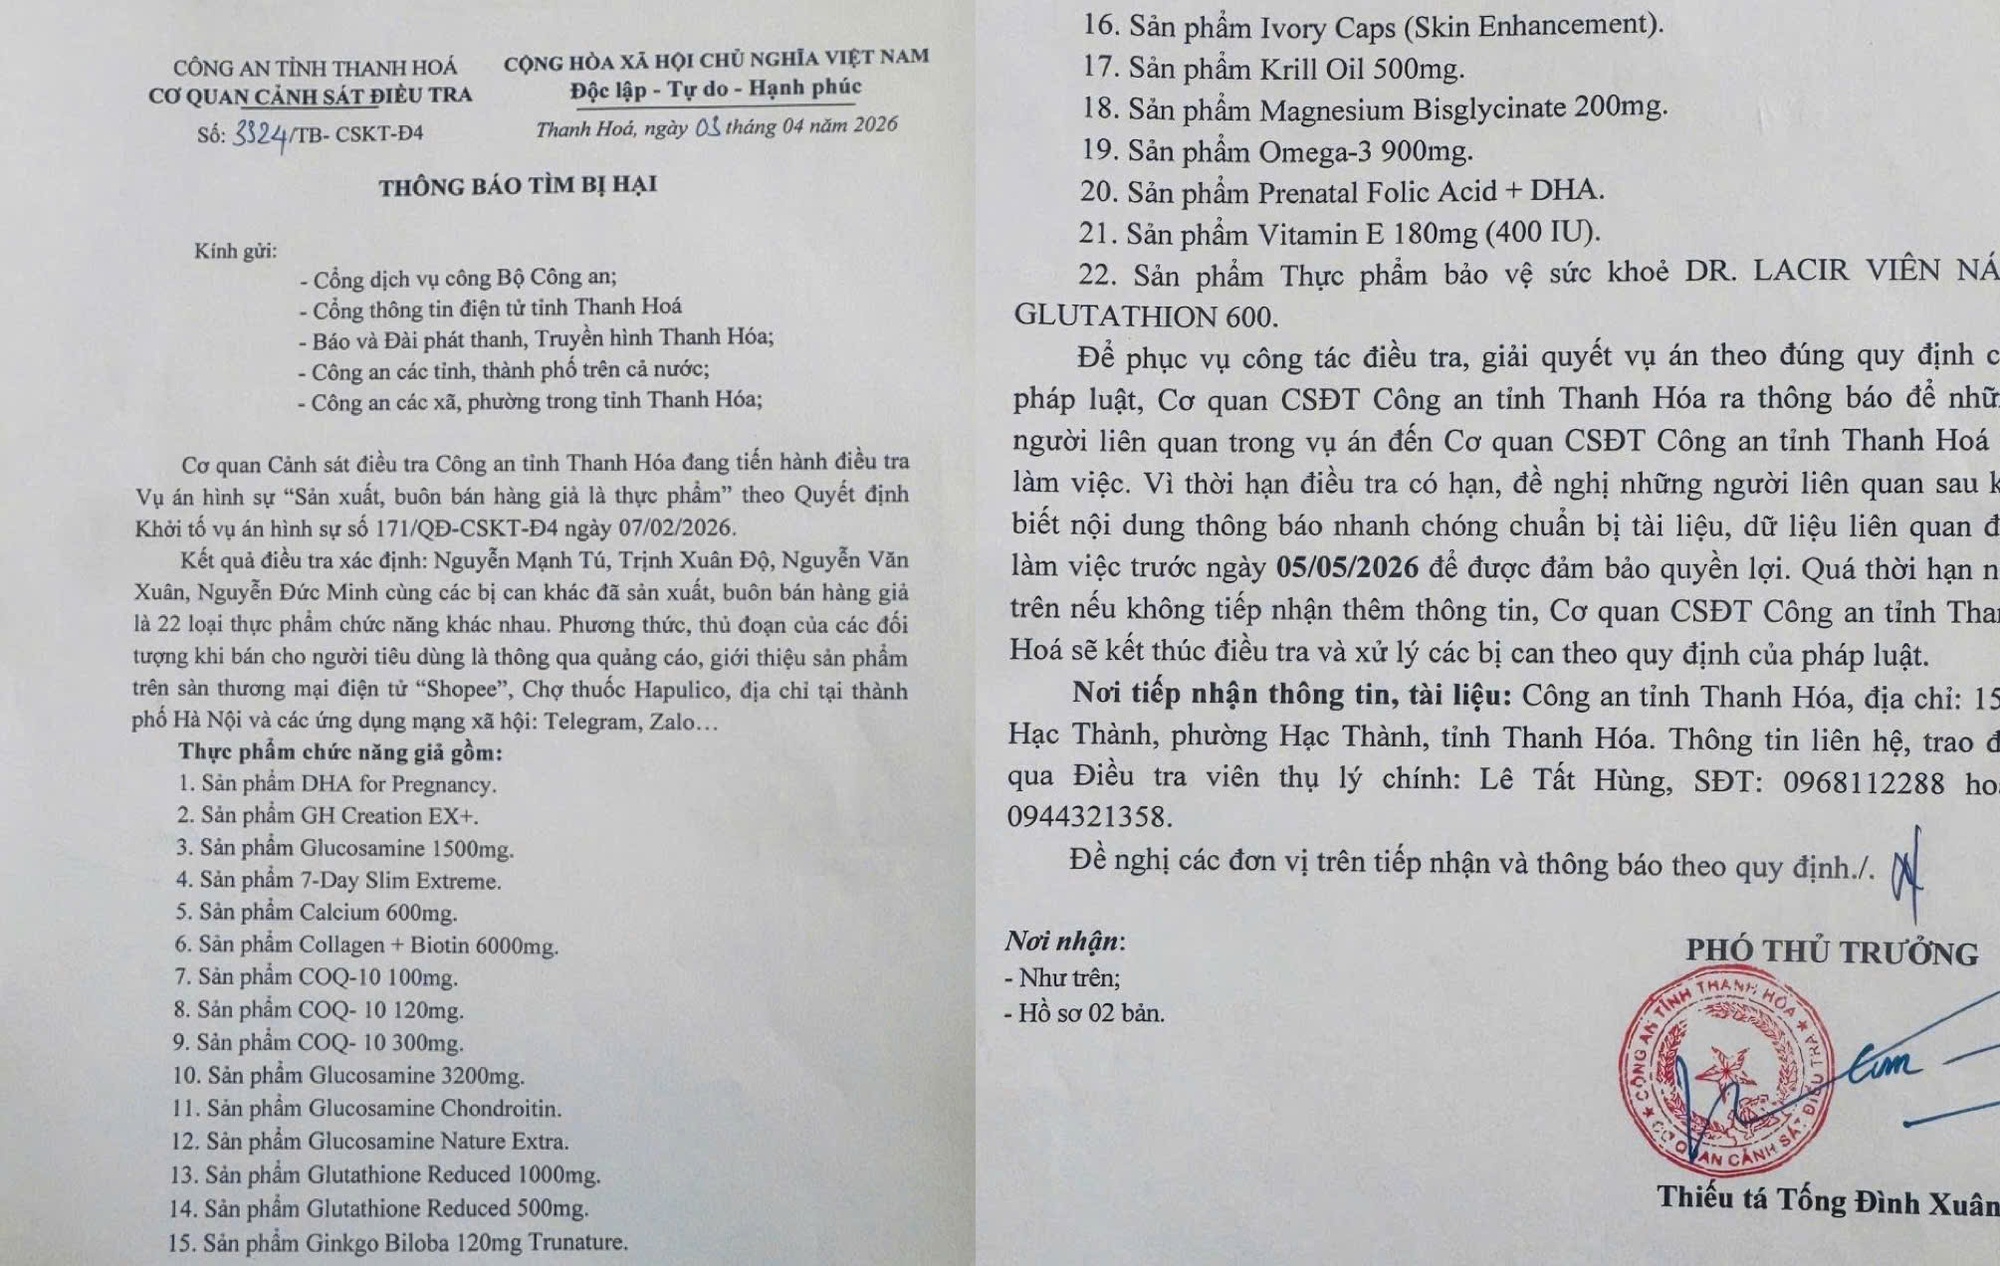 CÔNG AN TỈNH THANH HOÁ
CƠ QUAN CẢNH SÁT ĐIỀU TRA
Số: 3324/TB- CSKT-Đ4
CỘNG HÒA XÃ HỘI CHỦ NGHĨA VIỆT NAM
Độc lập - Tự do - Hạnh phúc
Thanh Hoá, ngày 03 tháng 04 năm 2026
THÔNG BÁO TÌM BỊ HẠI
Kính gửi:
- Cổng dịch vụ công Bộ Công an;
- Cổng thông tin điện tử tỉnh Thanh Hoá
- Báo và Đài phát thanh, Truyền hình Thanh Hóa;
- Công an các tỉnh, thành phố trên cả nước;
- Công an các xã, phường trong tỉnh Thanh Hóa;
Cơ quan Cảnh sát điều tra Công an tỉnh Thanh Hóa đang tiến hành điều tra
Vụ án hình sự “Sản xuất, buôn bán hàng giả là thực phẩm” theo Quyết định
Khởi tố vụ án hình sự số 171/QĐ-CSKT-Đ4 ngày 07/02/2026.
Kết quả điều tra xác định: Nguyễn Mạnh Tú, Trịnh Xuân Độ, Nguyễn Văn
Xuân, Nguyễn Đức Minh cùng các bị can khác đã sản xuất, buôn bán hàng giả
là 22 loại thực phẩm chức năng khác nhau. Phương thức, thủ đoạn của các đối
tượng khi bán cho người tiêu dùng là thông qua quảng cáo, giới thiệu sản phẩm
trên sàn thương mại điện tử “Shopee”, Chợ thuốc Hapulico, địa chỉ tại thành
phố Hà Nội và các ứng dụng mạng xã hội: Telegram, Zalo…
Thực phẩm chức năng giả gồm:
1. Sản phẩm DHA for Pregnancy.
2. Sản phẩm GH Creation EX+.
3. Sản phẩm Glucosamine 1500mg.
4. Sản phẩm 7-Day Slim Extreme.
5. Sản phẩm Calcium 600mg.
6. Sản phẩm Collagen + Biotin 6000mg.
7. Sản phẩm COQ-10 100mg.
8. Sản phẩm COQ- 10 120mg.
9. Sản phẩm COQ- 10 300mg.
10. Sản phẩm Glucosamine 3200mg.
11. Sản phẩm Glucosamine Chondroitin.
12. Sản phẩm Glucosamine Nature Extra.
13. Sản phẩm Glutathione Reduced 1000mg.
14. Sản phẩm Glutathione Reduced 500mg.
15. Sản phẩm Ginkgo Biloba 120mg Trunature.
16. Sản phẩm Ivory Caps (Skin Enhancement).
17. Sản phẩm Krill Oil 500mg.
18. Sản phẩm Magnesium Bisglycinate 200mg.
19. Sản phẩm Omega-3 900mg.
20. Sản phẩm Prenatal Folic Acid + DHA.
21. Sản phẩm Vitamin E 180mg (400 IU).
22. Sản phẩm Thực phẩm bảo vệ sức khoẻ DR. LACIR VIÊN NÁ
GLUTATHION 600.
Để phục vụ công tác điều tra, giải quyết vụ án theo đúng quy định c
pháp luật, Cơ quan CSĐT Công an tỉnh Thanh Hóa ra thông báo để nhữ
người liên quan trong vụ án đến Cơ quan CSĐT Công an tỉnh Thanh Hoá
làm việc. Vì thời hạn điều tra có hạn, đề nghị những người liên quan sau k
biết nội dung thông báo nhanh chóng chuẩn bị tài liệu, dữ liệu liên quan đ
làm việc trước ngày 05/05/2026 để được đảm bảo quyền lợi. Quá thời hạn n
trên nếu không tiếp nhận thêm thông tin, Cơ quan CSĐT Công an tỉnh Tha
Hoá sẽ kết thúc điều tra và xử lý các bị can theo quy định của pháp luật.
Nơi tiếp nhận thông tin, tài liệu: Công an tỉnh Thanh Hóa, địa chỉ: 15
Hạc Thành, phường Hạc Thành, tỉnh Thanh Hóa. Thông tin liên hệ, trao đ
qua Điều tra viên thụ lý chính: Lê Tất Hùng, SĐT: 0968112288 ho
0944321358.
Đề nghị các đơn vị trên tiếp nhận và thông báo theo quy định./.
Nơi nhận:
- Như trên;
- Hồ sơ 02 bản.
PHÓ THỦ TRƯỞNG
CÔNG AN TỈNH THANH HÓA
CƠ QUAN CẢNH SÁT ĐIỀU TRA
Thiếu tá Tống Đình Xuân